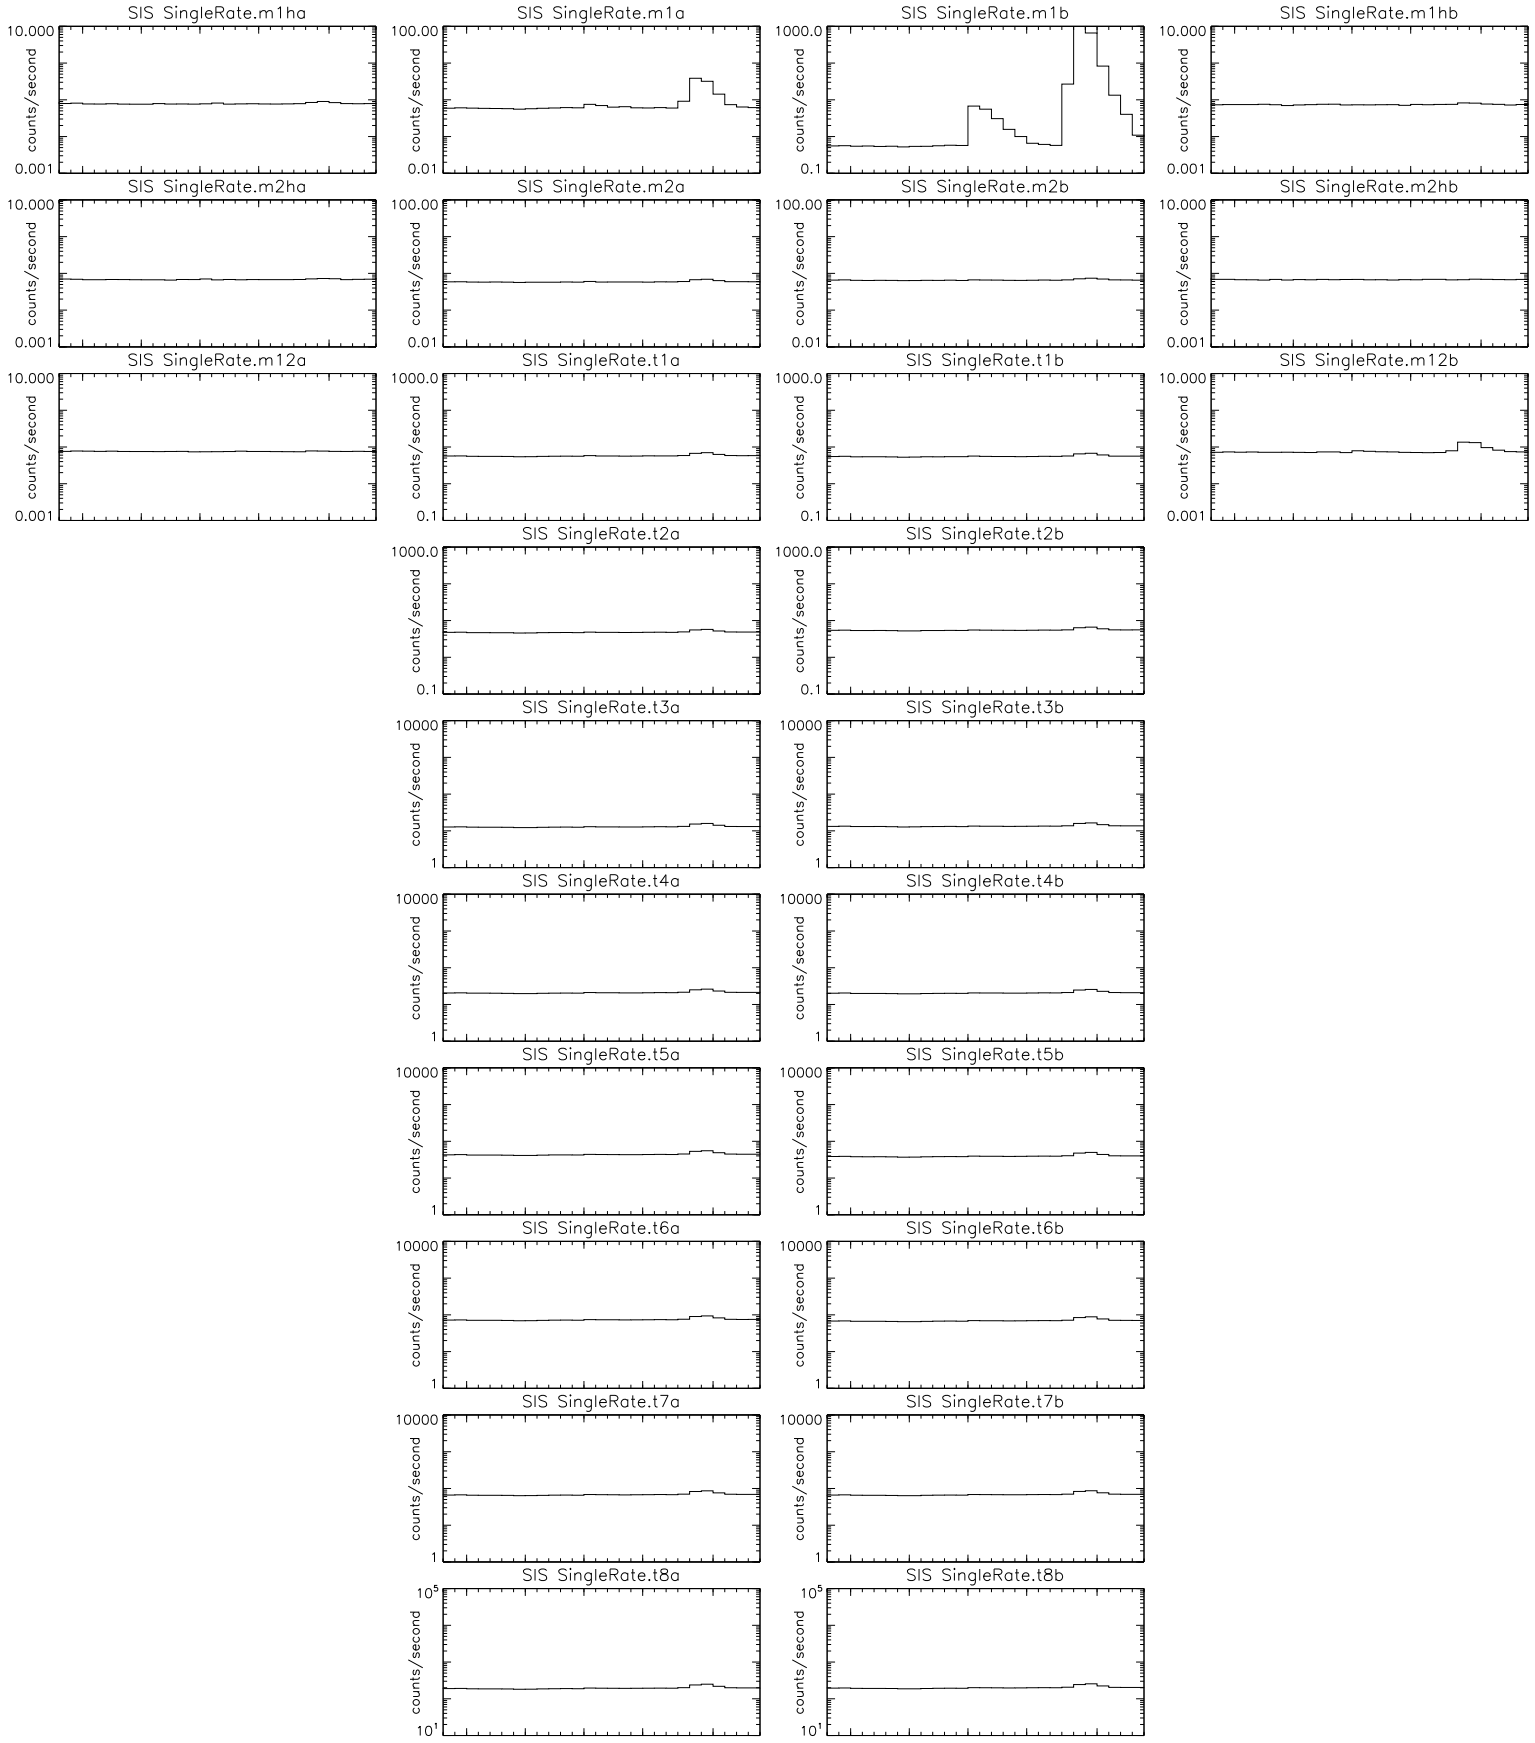 SIS SingleRate.m1ha
10.000
counts/second
0.001
SIS SingleRate.m1a
100.00
counts/second
0.01
SIS SingleRate.m1b
1000.0
counts/second
0.1
SIS SingleRate.m1hb
10.000
counts/second
0.001
SIS SingleRate.m2ha
10.000
counts/second
0.001
SIS SingleRate.m2a
100.00
counts/second
0.01
SIS SingleRate.m2b
100.00
counts/second
0.01
SIS SingleRate.m2hb
10.000
counts/second
0.001
SIS SingleRate.m12a
10.000
counts/second
0.001
SIS SingleRate.t1a
1000.0
counts/second
0.1
SIS SingleRate.t1b
1000.0
counts/second
0.1
SIS SingleRate.m12b
10.000
counts/second
0.001
SIS SingleRate.t2a
1000.0
counts/second
0.1
SIS SingleRate.t2b
1000.0
counts/second
0.1
SIS SingleRate.t3a
10000
counts/second
1
SIS SingleRate.t3b
10000
counts/second
1
SIS SingleRate.t4a
10000
counts/second
1
SIS SingleRate.t4b
10000
counts/second
1
SIS SingleRate.t5a
10000
counts/second
1
SIS SingleRate.t5b
10000
counts/second
1
SIS SingleRate.t6a
10000
counts/second
1
SIS SingleRate.t6b
10000
counts/second
1
SIS SingleRate.t7a
10000
counts/second
1
SIS SingleRate.t7b
10000
counts/second
1
SIS SingleRate.t8a
10⁵
counts/second
10¹
SIS SingleRate.t8b
10⁵
counts/second
10¹